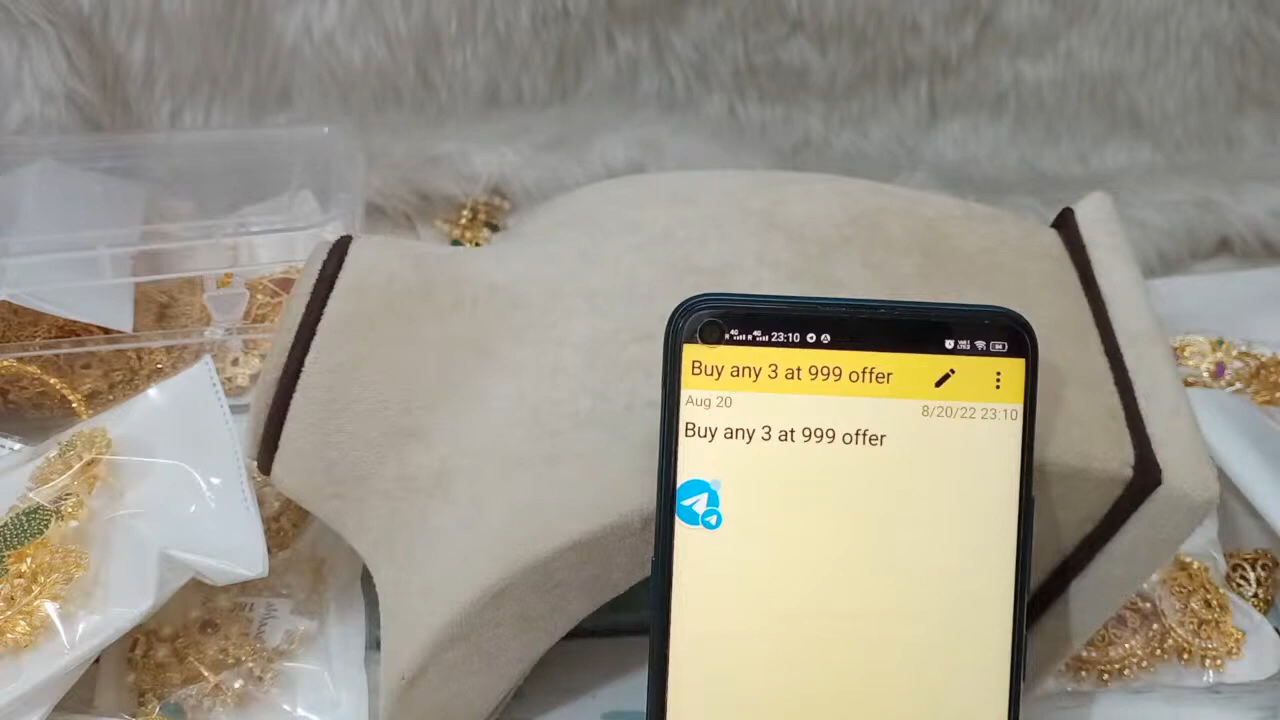 23:10
Buy any 3 at 999 offer
Aug 20
8/20/22 23:10
Buy any 3 at 999 offer